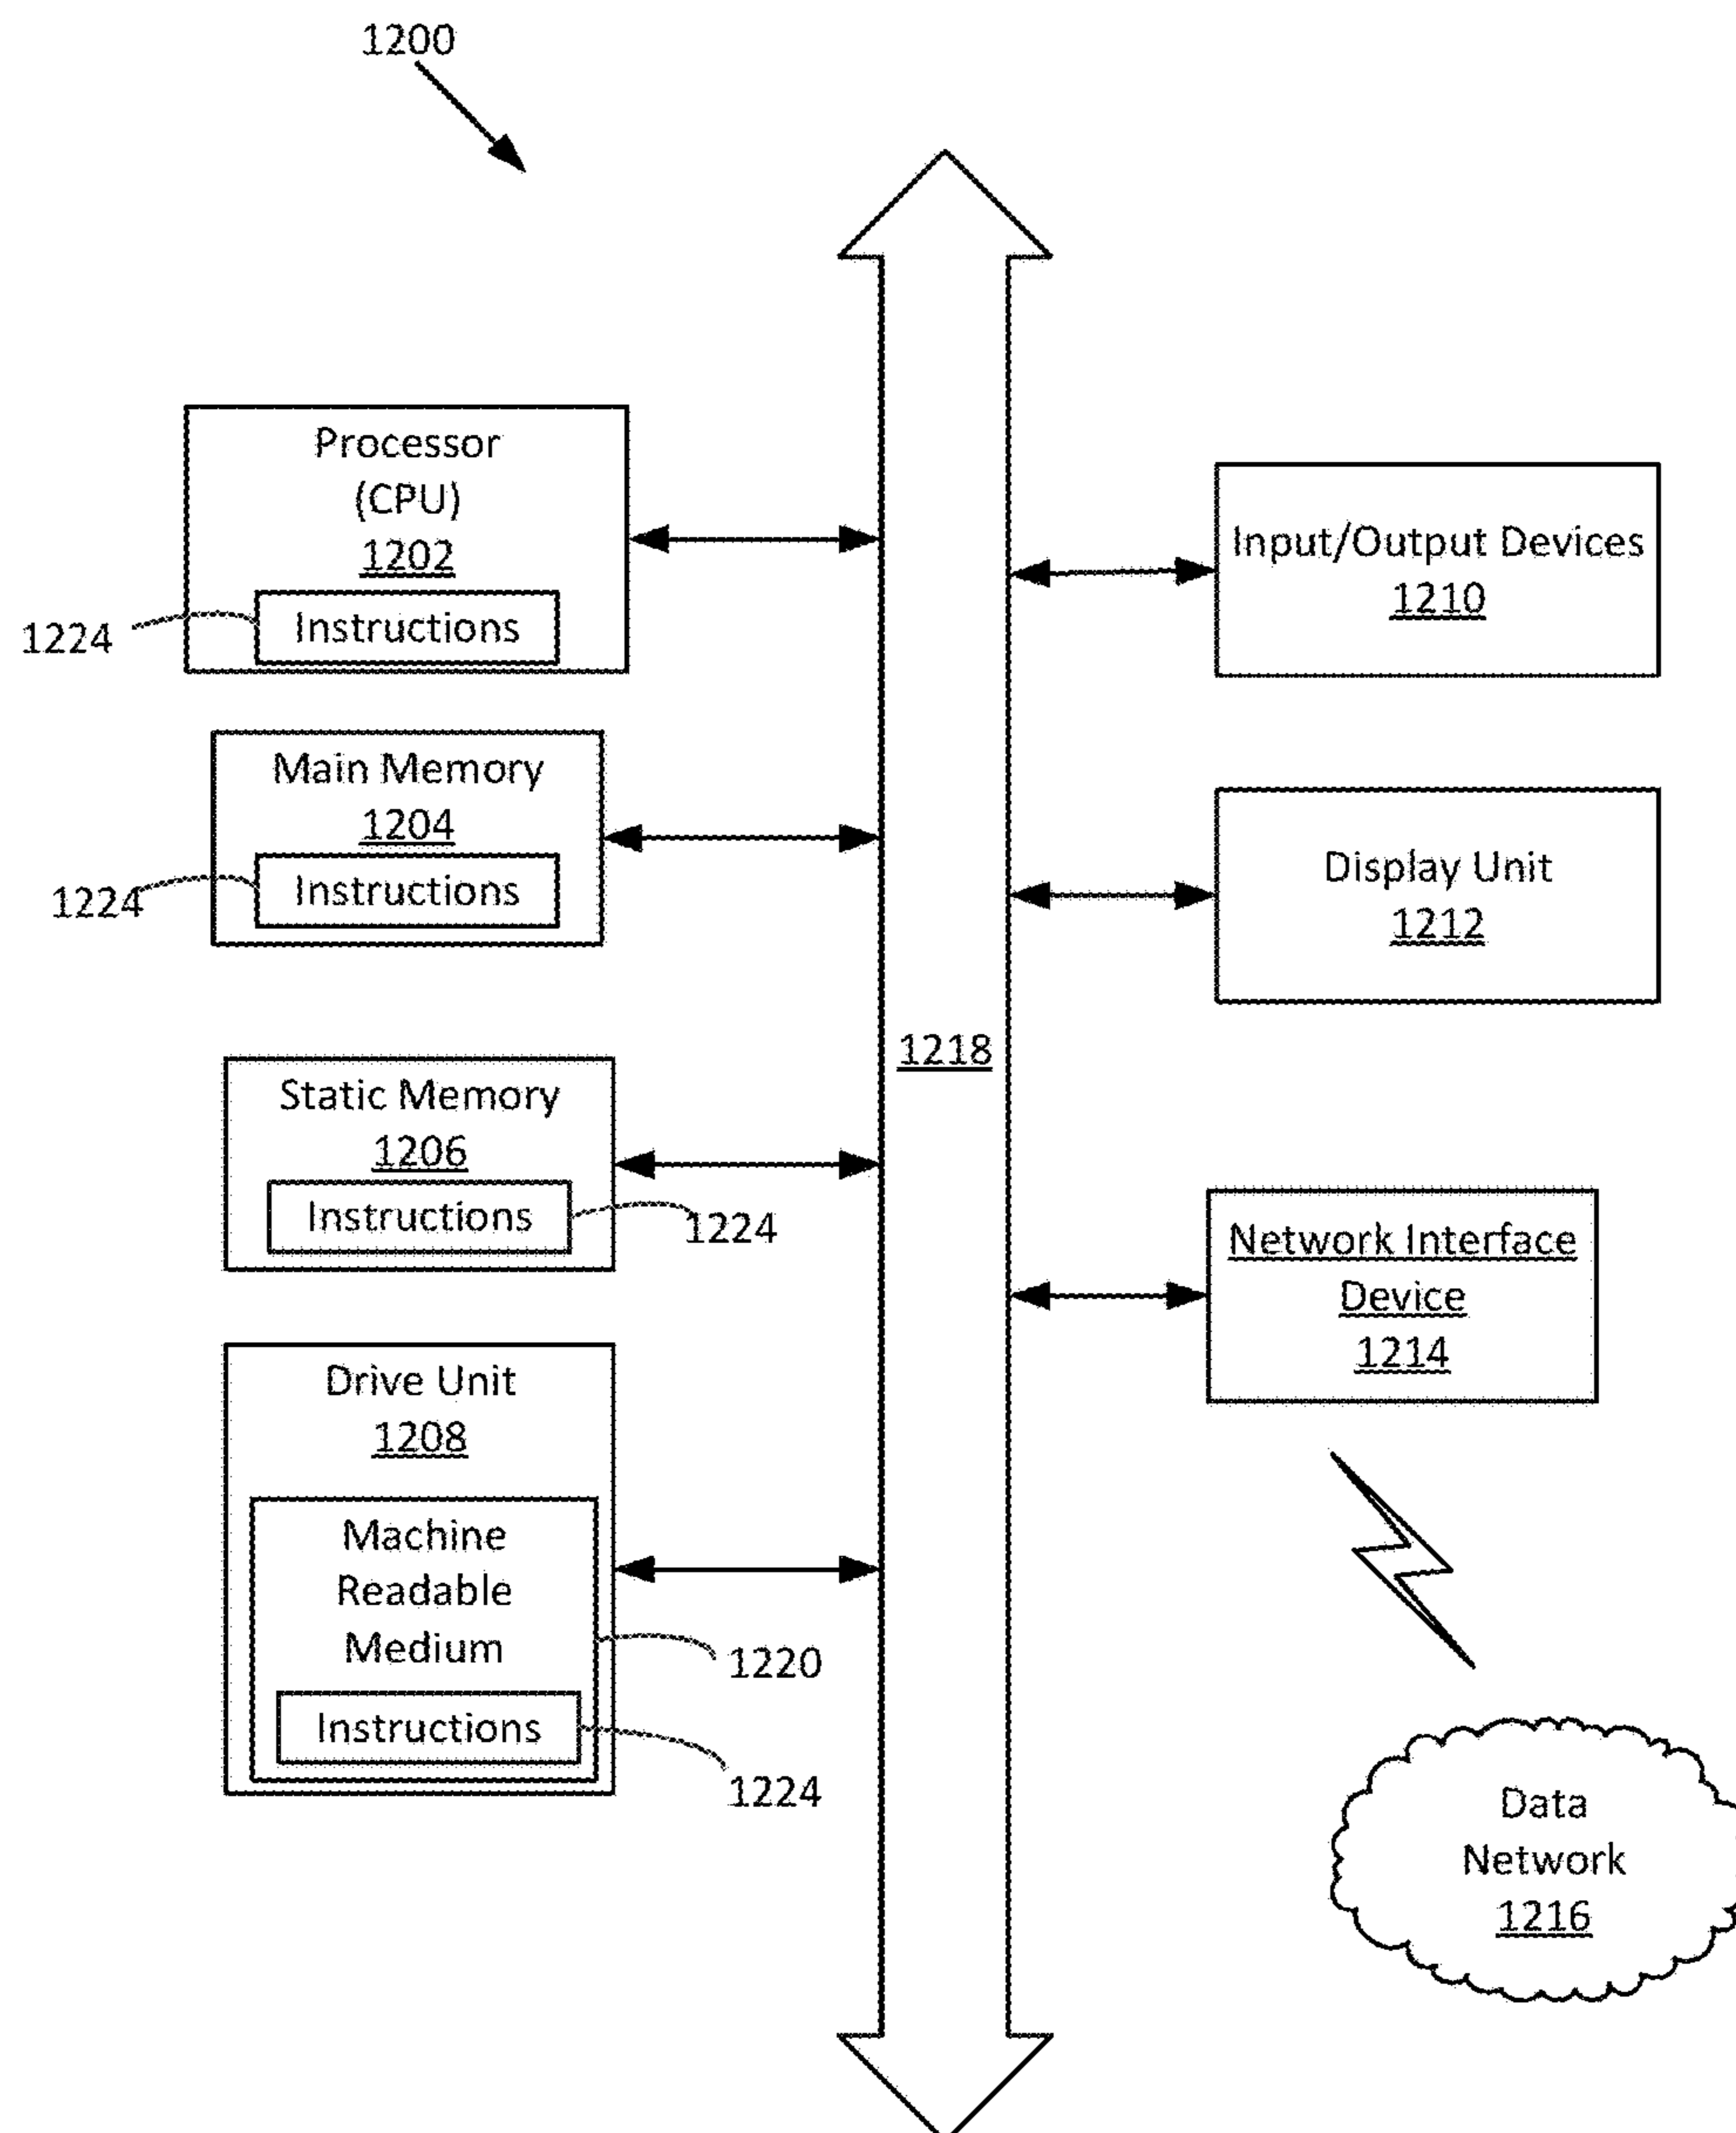 1200
Processor
(CPU)
1202
Instructions
1224
Main Memory
1204
Instructions
1224
Static Memory
1206
Instructions
1224
Drive Unit
1208
Machine
Readable
Medium
1220
Instructions
1224
1218
Input/Output Devices
1210
Display Unit
1212
Network Interface
Device
1214
Data
Network
1216